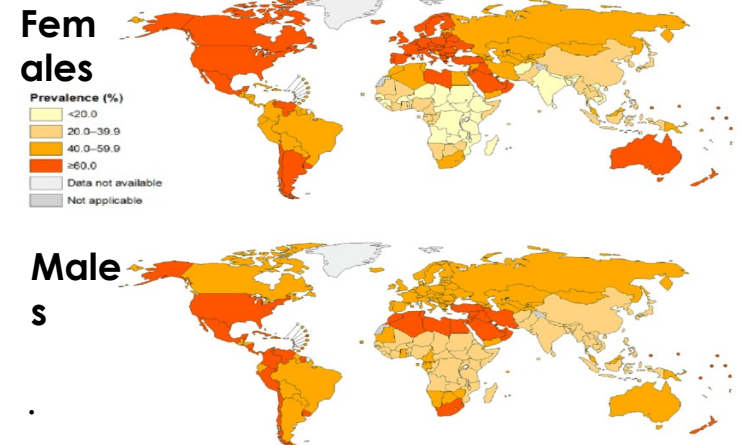 Fem
ales
Prevalence (%)
<20.0
20.0–39.9
40.0–59.9
≥60.0
Data not available
Not applicable
Male
s
.